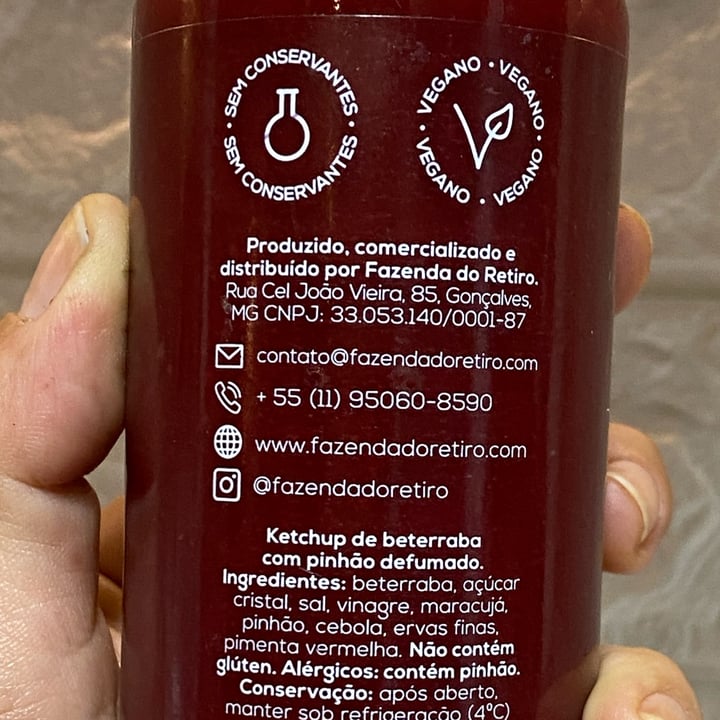 SEM CONSERVANTES • SEM CONSERVANTES •
VEGANO • VEGANO • VEGANO • VEGANO •
Produzido, comercializado e
distribuído por Fazenda do Retiro.
Rua Cel João Vieira, 85, Gonçalves,
MG CNPJ: 33.053.140/0001-87
contato@fazendadoretiro.com
+ 55 (11) 95060-8590
www.fazendadoretiro.com
@fazendadoretiro
Ketchup de beterraba
com pinhão defumado.
Ingredientes: beterraba, açúcar
cristal, sal, vinagre, maracujá,
pinhão, cebola, ervas finas,
pimenta vermelha. Não contém
glúten. Alérgicos: contém pinhão.
Conservação: após aberto,
manter sob refrigeração (4ºC)